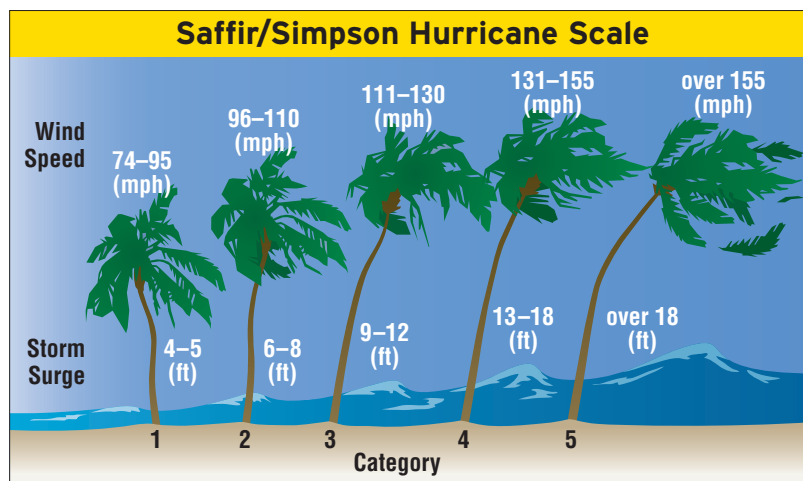 Saffir/Simpson Hurricane Scale
Wind
Speed
74–95
(mph)
96–110
(mph)
111–130
(mph)
131–155
(mph)
over 155
(mph)
Storm
Surge
4–5
(ft)
6–8
(ft)
9–12
(ft)
13–18
(ft)
over 18
(ft)
1 2 3 4 5
Category